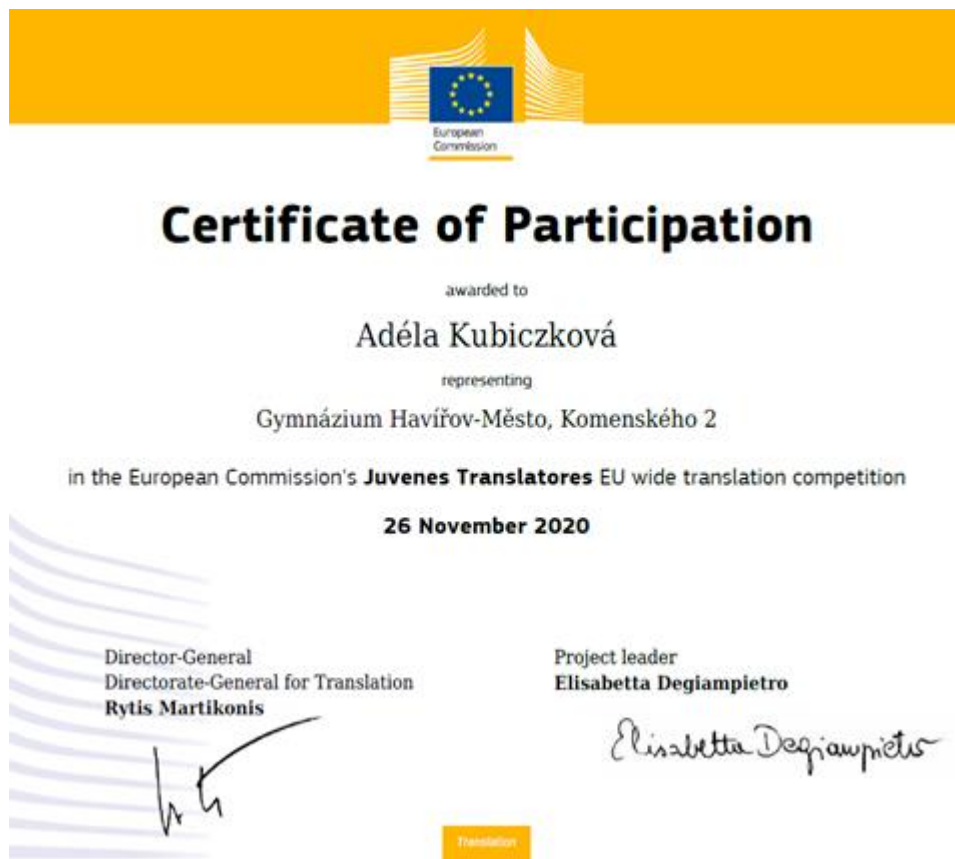 European
Commission
Certificate of Participation
awarded to
Adéla Kubiczková
representing
Gymnázium Havířov-Město, Komenského 2
in the European Commission's Juvenes Translatores EU wide translation competition
26 November 2020
Director-General
Directorate-General for Translation
Rytis Martikonis
Project leader
Elisabetta Degiampietro
Elisabetta Degiampietro
Translation